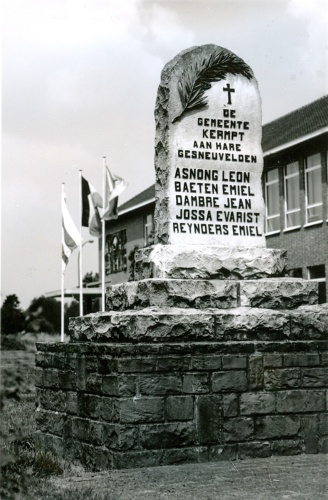 DE
GEMEENTE
KERMPT
AAN HARE
GESNEUVELDEN
ASNONG LEON
BAETEN EMIEL
DAMBRE JEAN
JOSSA EVARIST
REYNDERS EMIEL